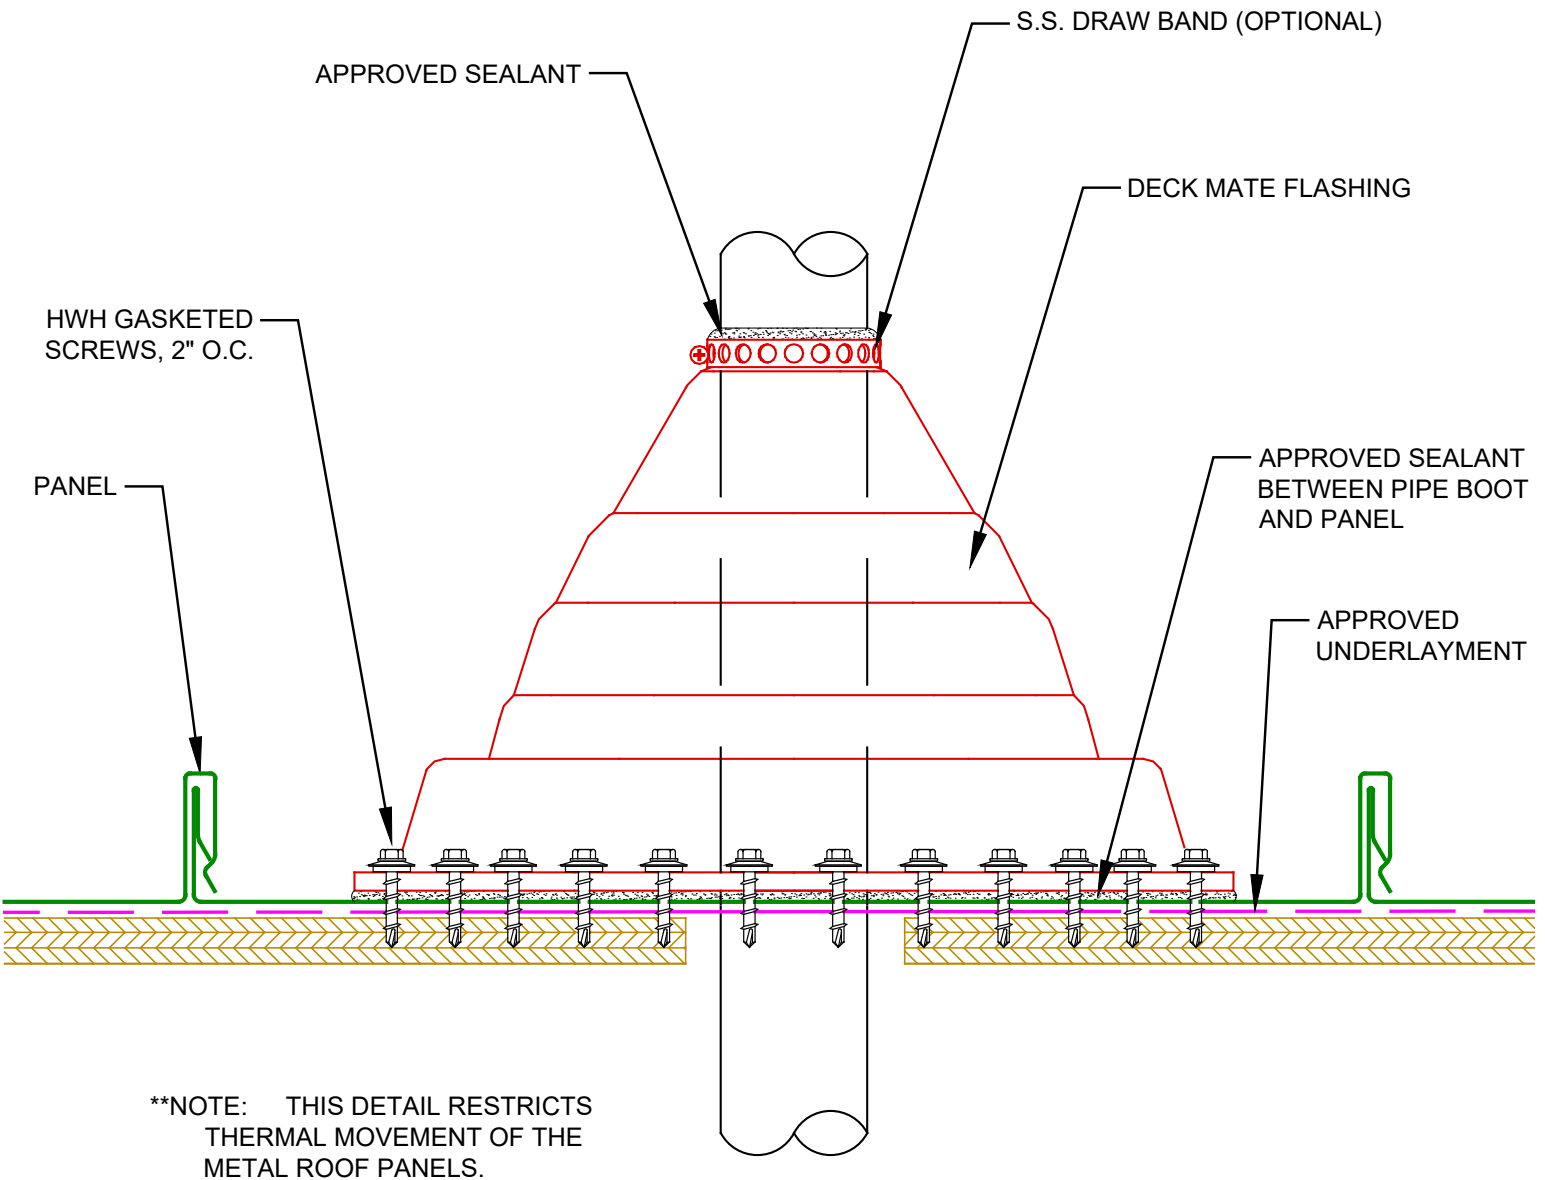 S.S. DRAW BAND (OPTIONAL)
APPROVED SEALANT
DECK MATE FLASHING
HWH GASKETED
SCREWS, 2" O.C.
PANEL
APPROVED SEALANT
BETWEEN PIPE BOOT
AND PANEL
APPROVED
UNDERLAYMENT
**NOTE: THIS DETAIL RESTRICTS
THERMAL MOVEMENT OF THE
METAL ROOF PANELS.